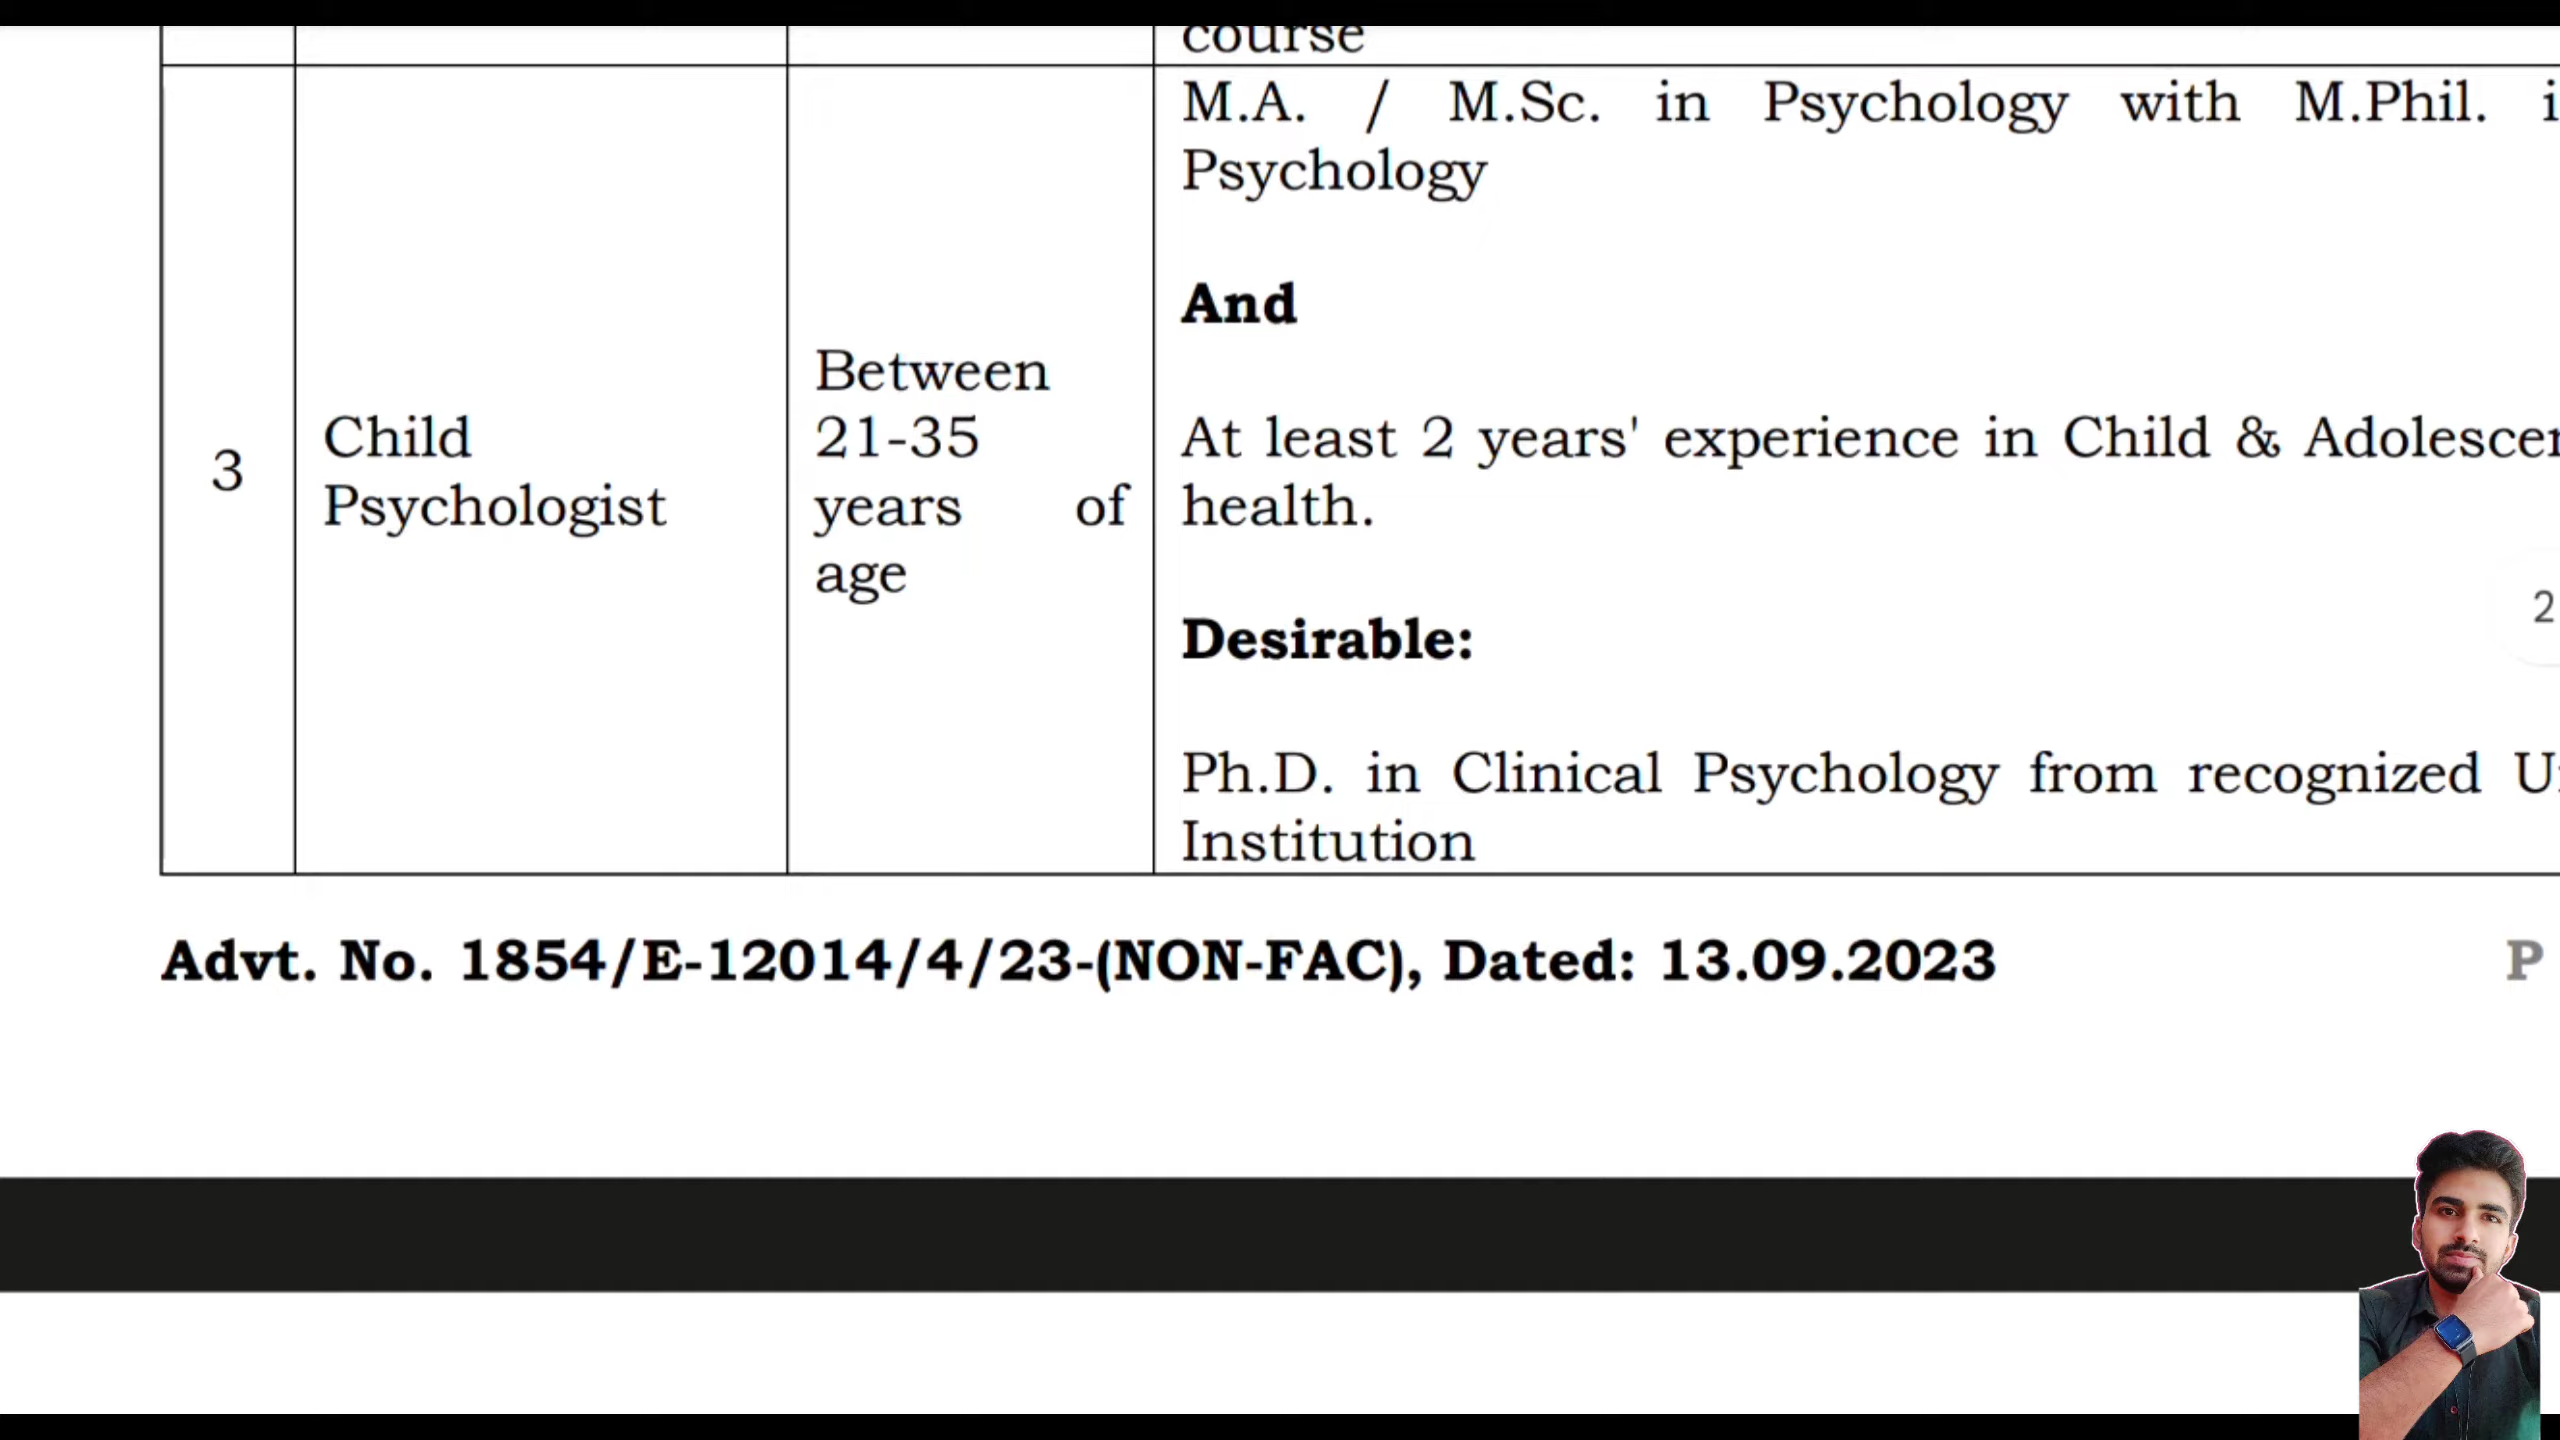 course
M.A. / M.Sc. in Psychology with M.Phil.
Psychology
And
At least 2 years' experience in Child &
health.
Desirable:
Ph.D. in Clinical Psychology from recognized
Institution
3
Child
Psychologist
Between
21-35
years of
age
2
Advt. No. 1854/E-12014/4/23-(NON-FAC), Dated: 13.09.2023
P